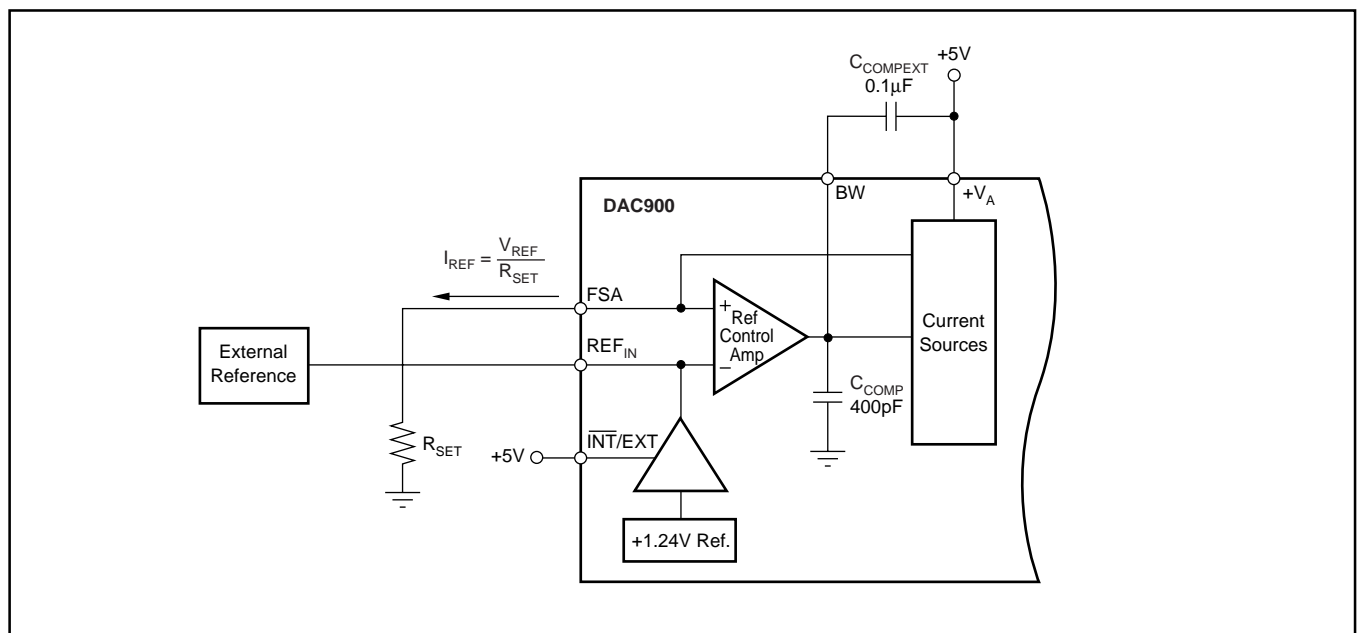 +5V
C_COMPEXT
0.1µF
BW
+V_A
DAC900
I_REF = V_REF / R_SET
FSA
+
Ref
Control
Amp
−
Current
Sources
External
Reference
REF_IN
C_COMP
400pF
R_SET
+5V
I̅N̅T̅/EXT
+1.24V Ref.